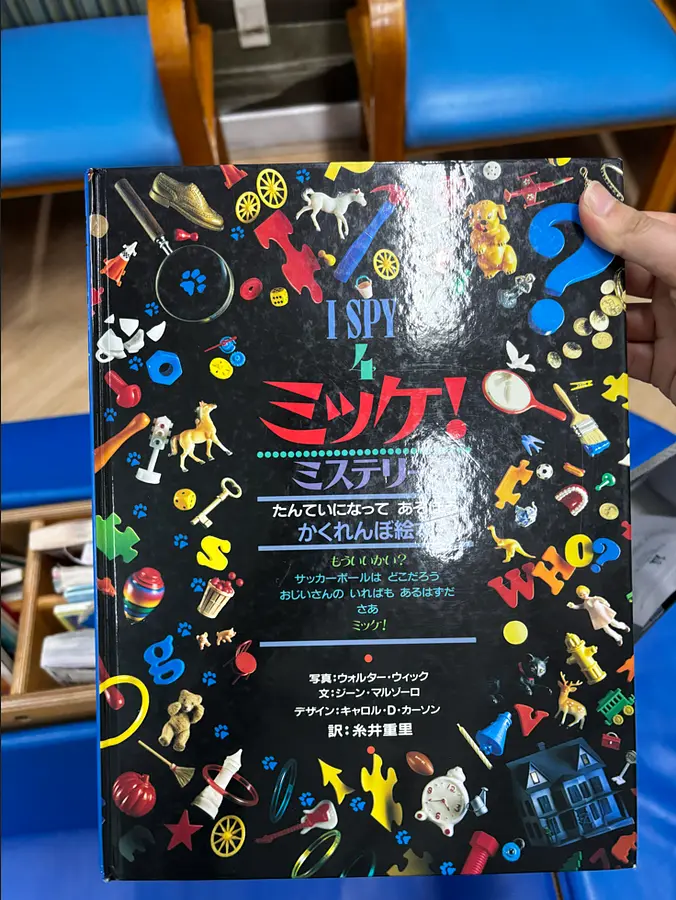 I SPY
4
ミッケ!
ミステリー
たんていになって あそぼう
かくれんぼ絵
もういいかい?
サッカーボールは どこだろう
おじいさんの いればも あるはずだ
さあ
ミッケ!
写真:ウォルター・ウィック
文:ジーン・マルゾーロ
デザイン:キャロル・D・カーソン
訳:糸井重里
?
WHO?
S
g